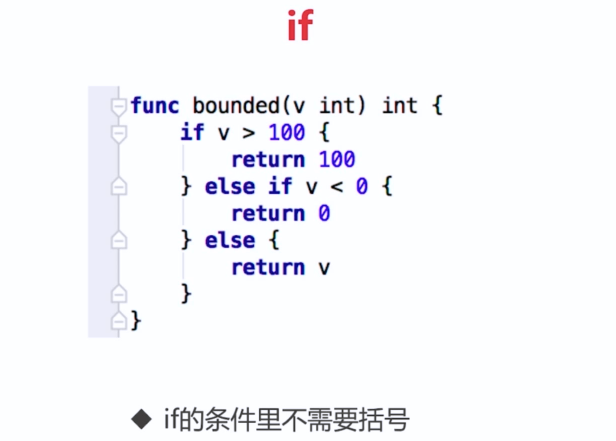 if
func bounded(v int) int {
    if v > 100 {
        return 100
    } else if v < 0 {
        return 0
    } else {
        return v
    }
}
◆ if的条件里不需要括号